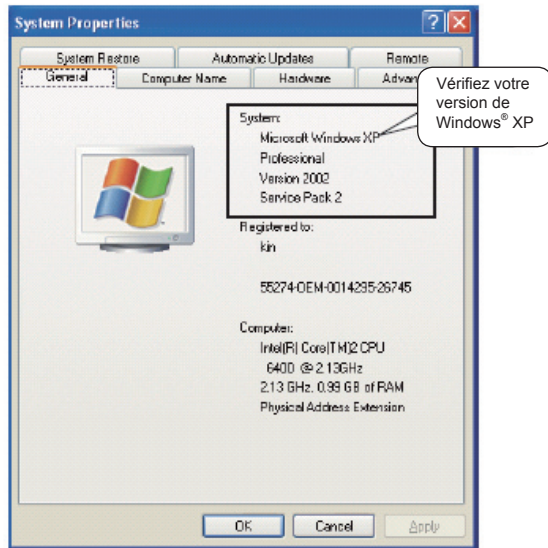 System Properties
System Restore Automatic Updates Remote
General Computer Name Hardware Advan
Vérifiez votre
version de
Windows® XP
System:
Microsoft Windows XP
Professional
Version 2002
Service Pack 2
Registered to:
kin
55274-OEM-0014295-26745
Computer:
Intel(R) Core(TM)2 CPU
6400 @ 2.13GHz
2.13 GHz, 0.99 GB of RAM
Physical Address Extension
OK Cancel Apply